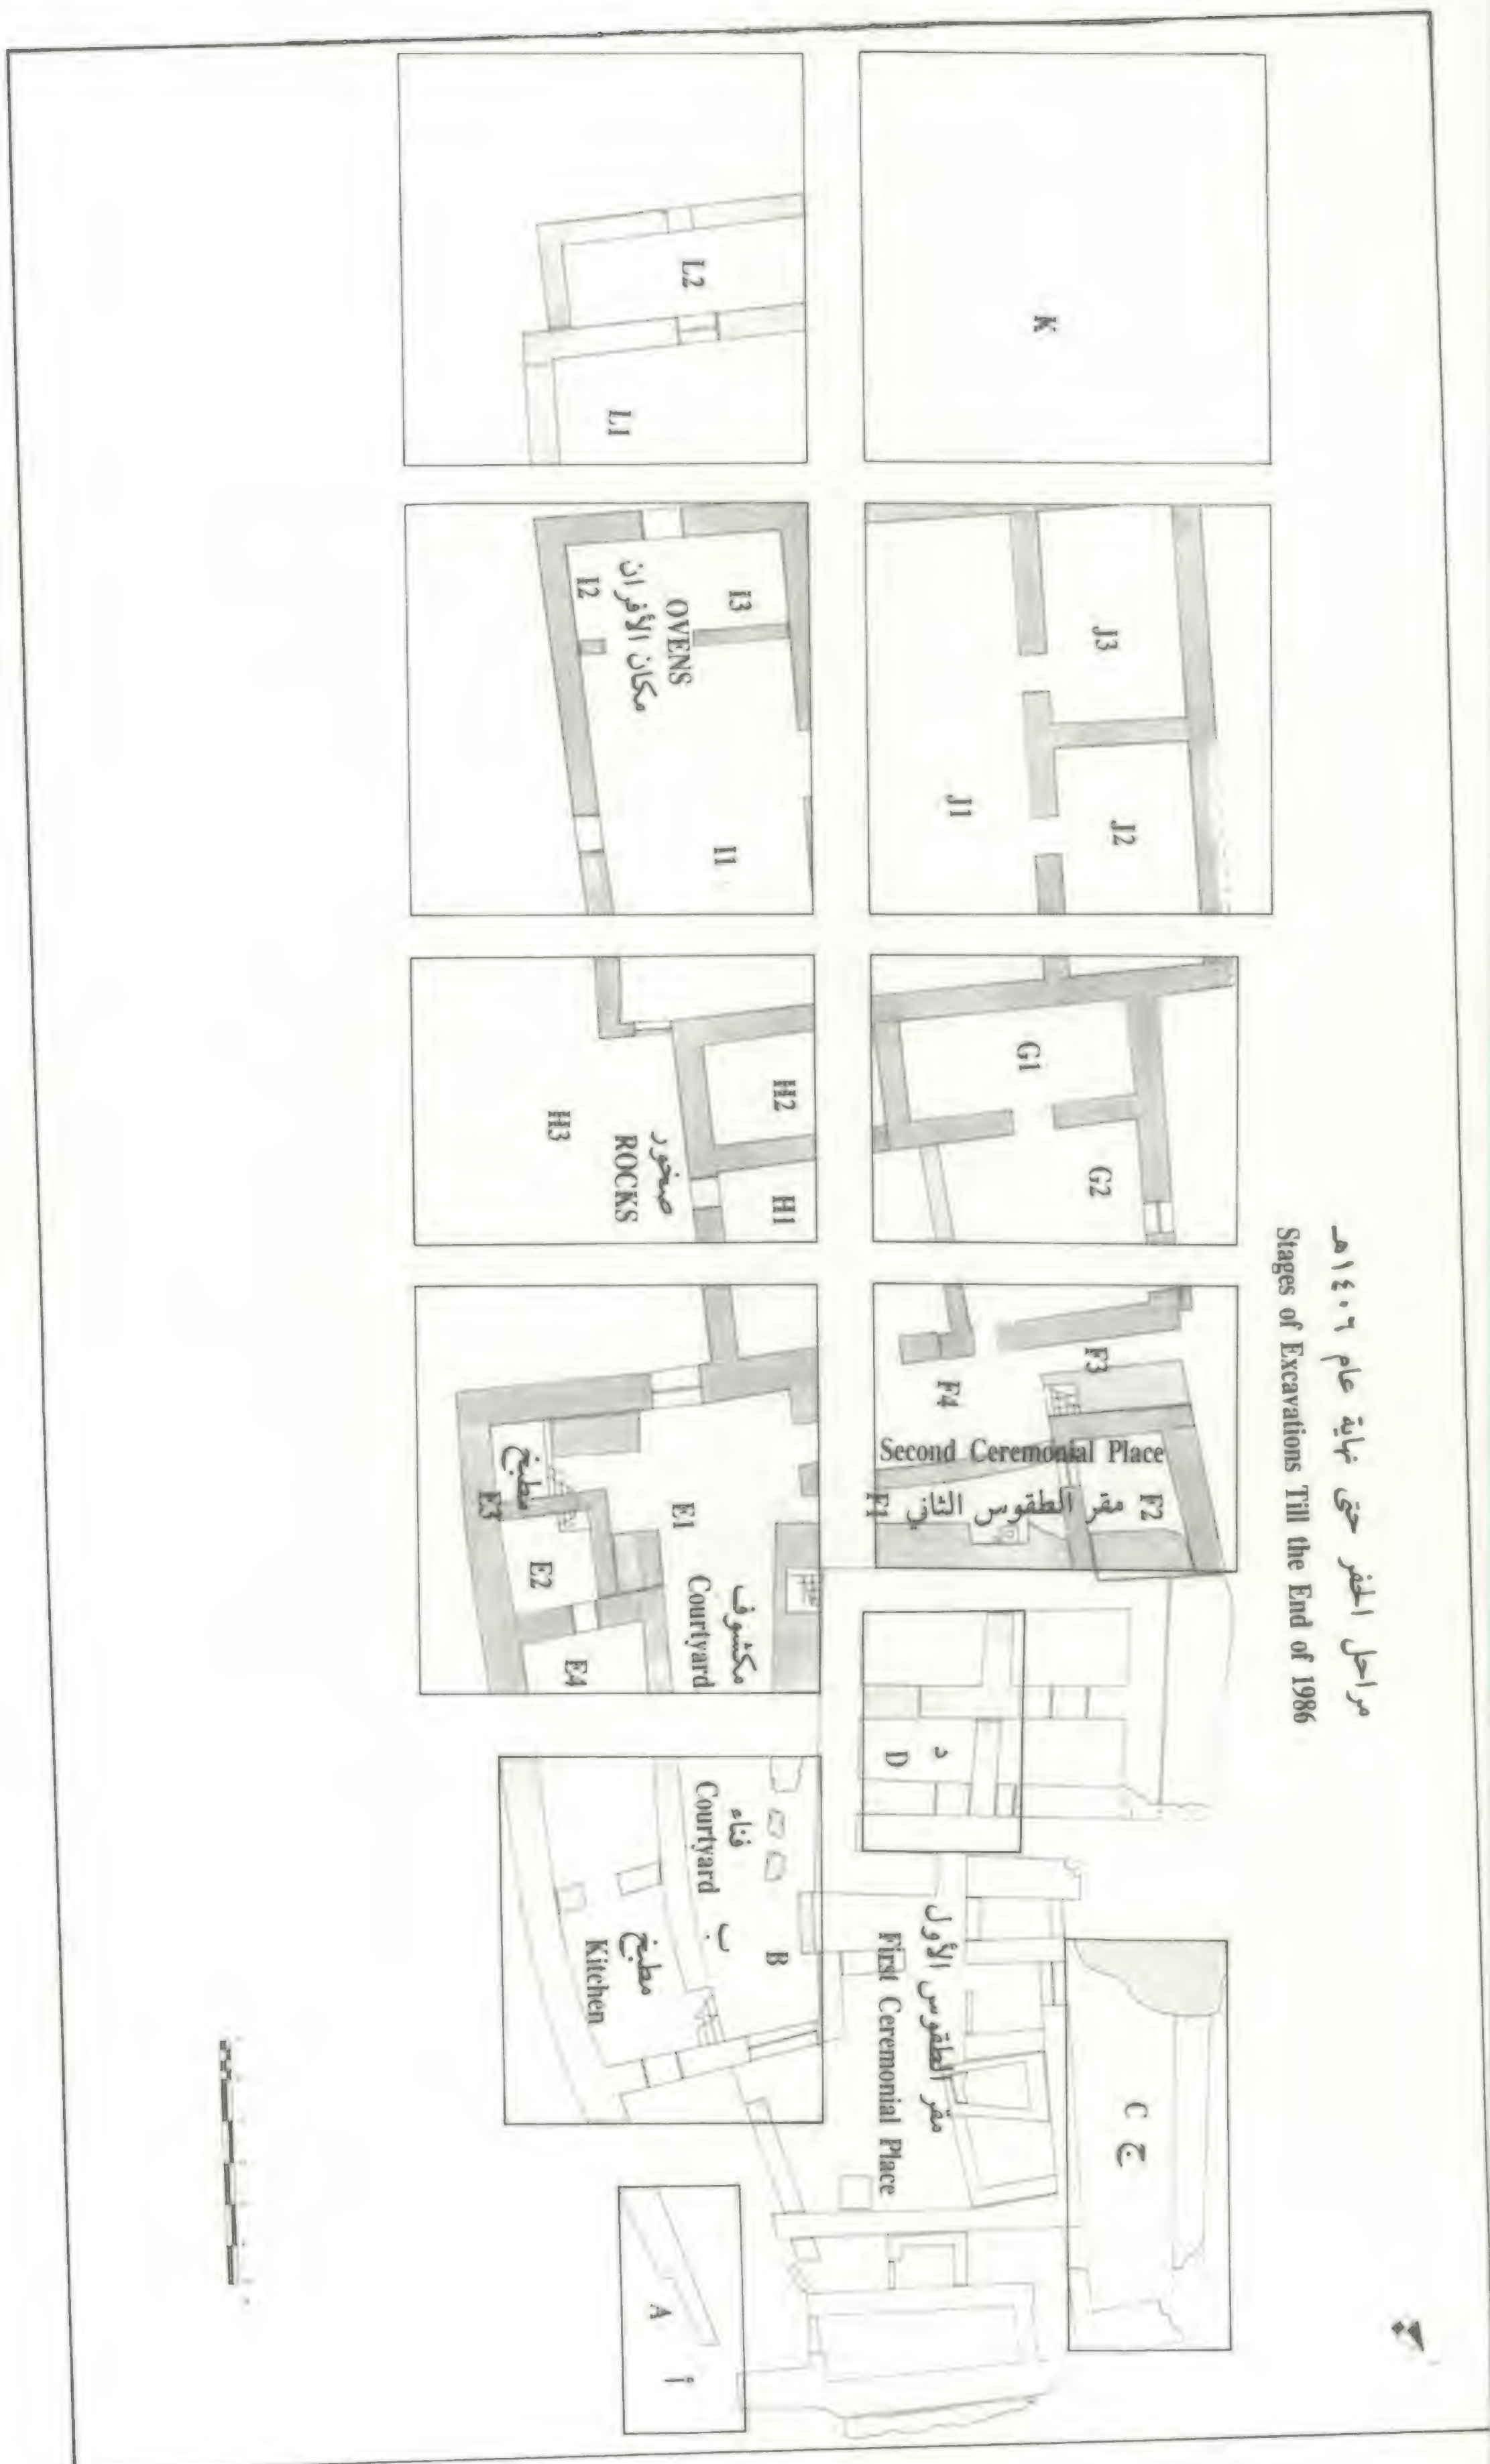 مراحل الحفر حتى نهاية عام ١٤٠٦هـ
Stages of Excavations Till the End of 1986
K
L2
L1
J3
J2
J1
I3
I2
OVENS
مكان الأفران
I1
G1
G2
H2
H1
H3
صخور
ROCKS
F3
F4
Second Ceremonial Place
F1 مقر الطقوس الثاني F2
E1
مكشوف
Courtyard
مطبخ
E3
E2
E4
د
D
B
ب
فناء
Courtyard
مطبخ
Kitchen
مقر الطقوس الأول
First Ceremonial Place
C ج
A أ